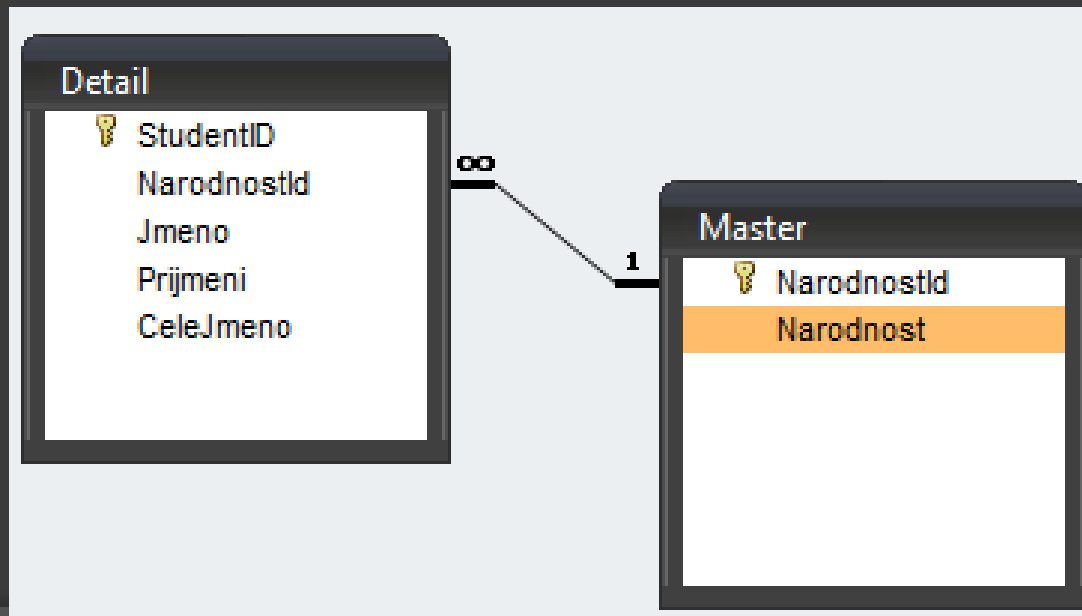 Detail
StudentID
NarodnostId
Jmeno
Prijmeni
CeleJmeno
∞
1
Master
NarodnostId
Narodnost